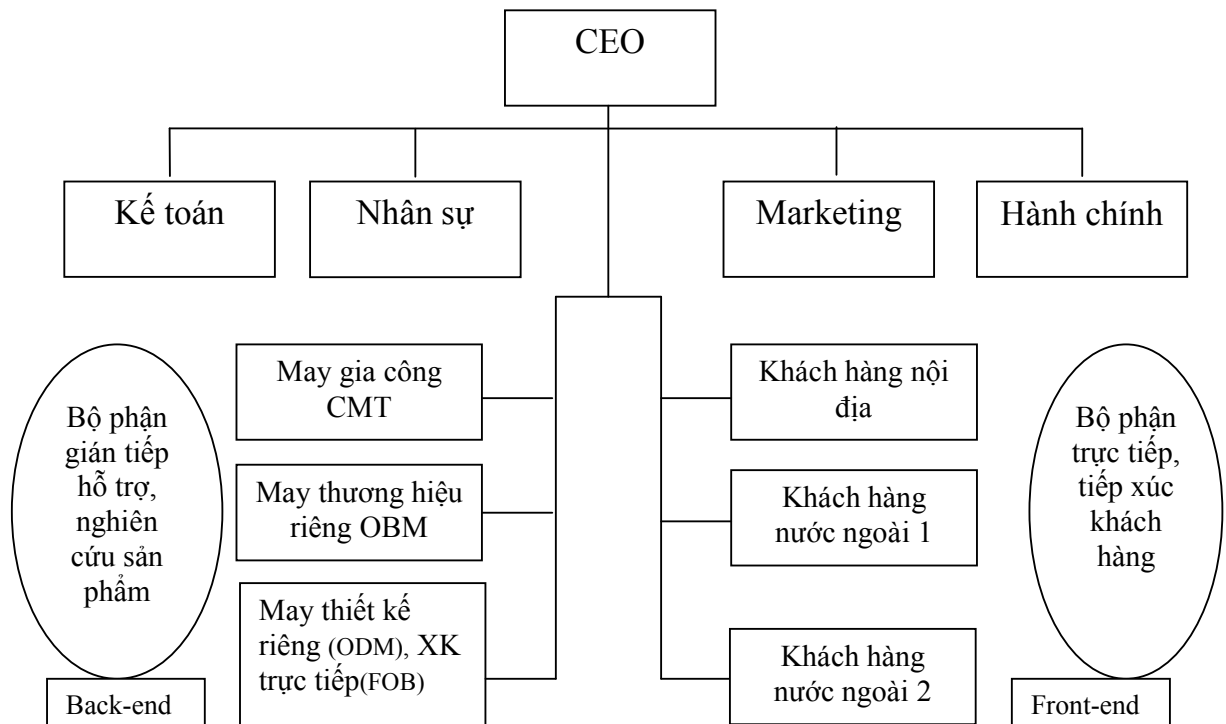 CEO
Kế toán
Nhân sự
Marketing
Hành chính
Bộ phận
gián tiếp
hỗ trợ,
nghiên
cứu sản
phẩm
Back-end
May gia công
CMT
May thương hiệu
riêng OBM
May thiết kế
riêng (ODM), XK
trực tiếp(FOB)
Khách hàng nội
địa
Khách hàng
nước ngoài 1
Khách hàng
nước ngoài 2
Bộ phận
trực tiếp,
tiếp xúc
khách
hàng
Front-end